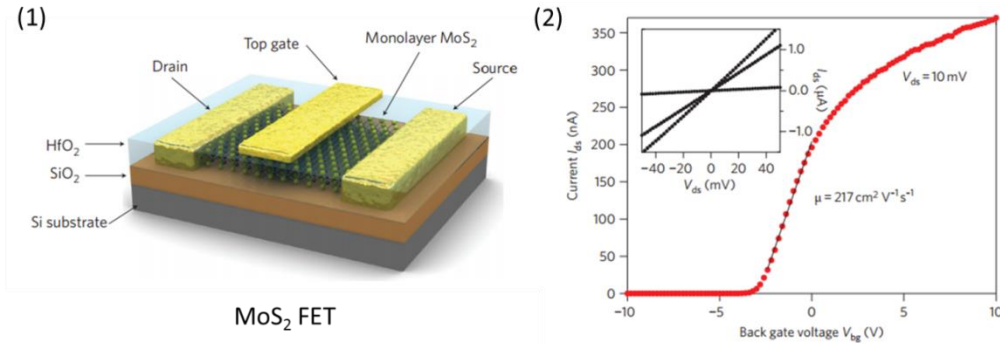 (1)
Top gate
Monolayer MoS₂
Drain
Source
HfO₂
SiO₂
Si substrate
MoS₂ FET
(2)
350
300
250
200
150
100
50
0
Current I_ds (nA)
-10
-5
0
5
10
Back gate voltage V_bg (V)
V_ds = 10 mV
μ = 217 cm² V⁻¹ s⁻¹
1.0
0.0
-1.0
I_ds (μA)
-40
-20
0
20
40
V_ds (mV)